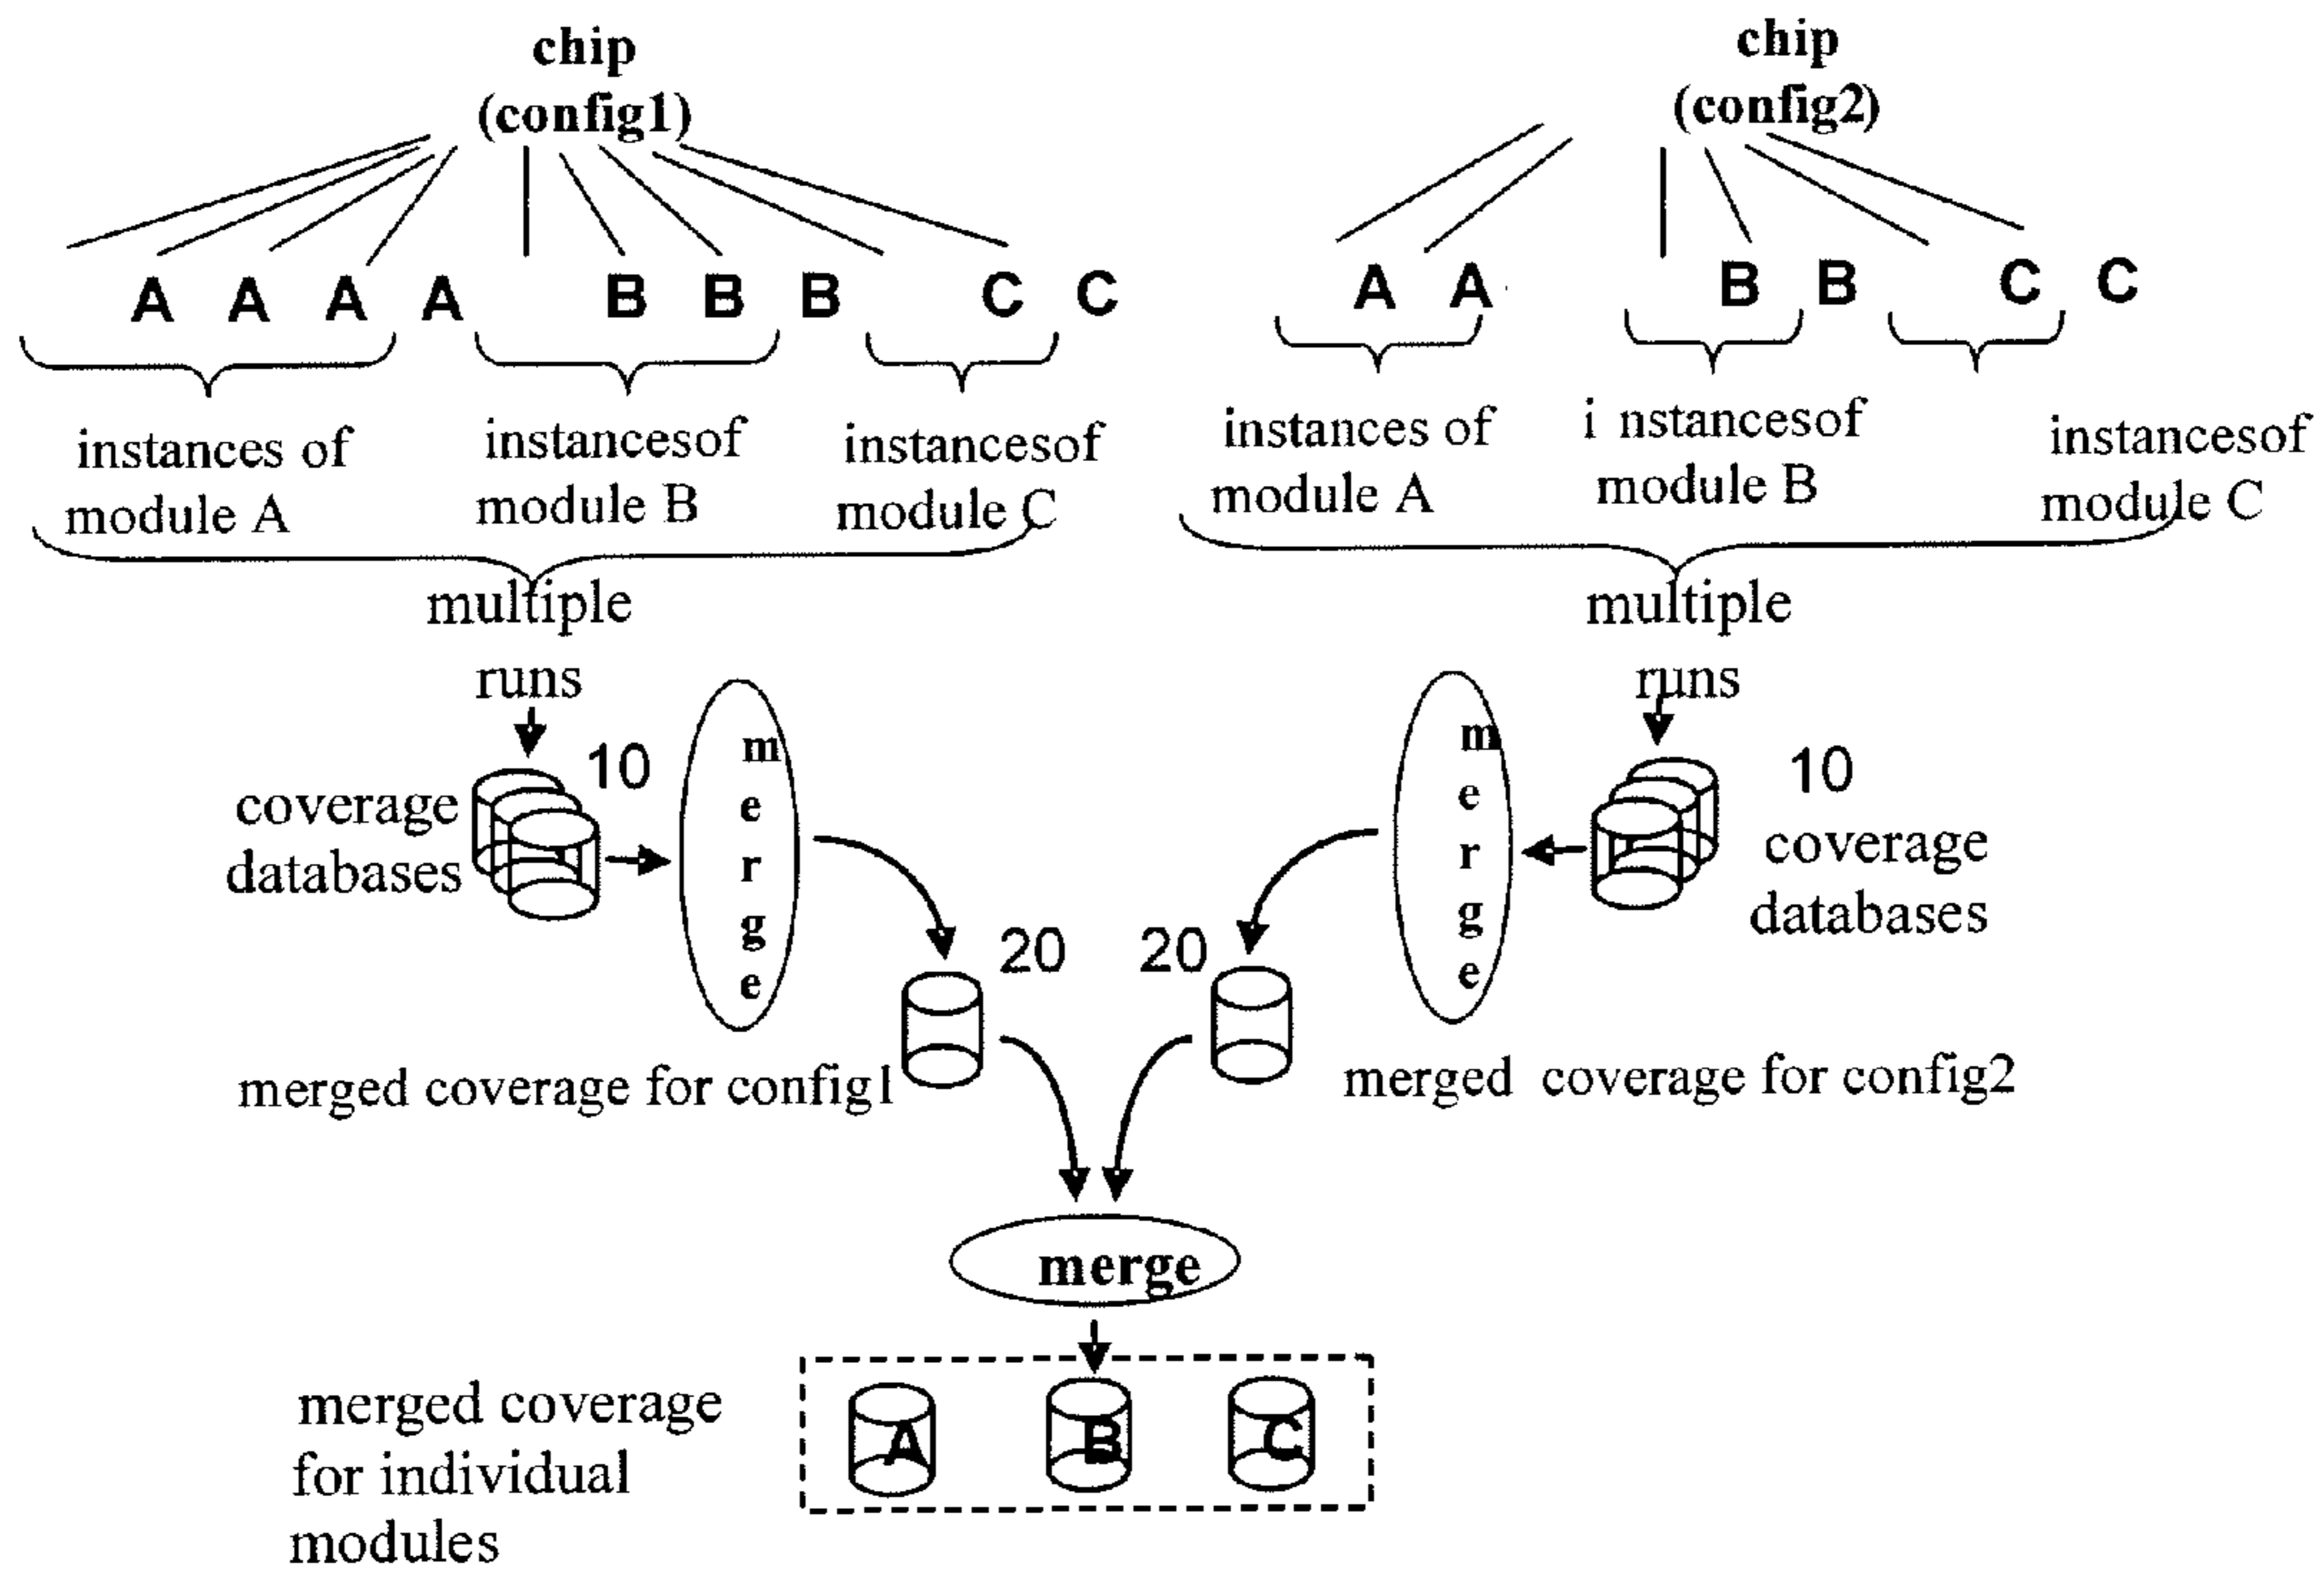 chip
(config1)
A A A A B B B C C
instances of
module A
instancesof
module B
instancesof
module C
multiple
runs
10
coverage
databases
m
e
r
g
e
20
merged coverage for config1
chip
(config2)
A A B B C C
instances of
module A
i nstancesof
module B
instancesof
module C
multiple
runs
10
coverage
databases
m
e
r
g
e
20
merged coverage for config2
merge
A B C
merged coverage
for individual
modules